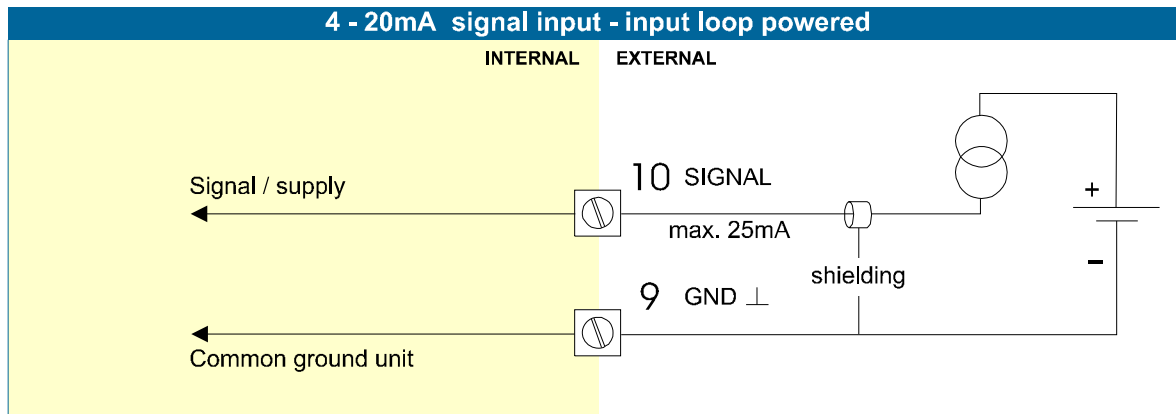 4 - 20mA signal input - input loop powered
INTERNAL EXTERNAL
Signal / supply
10 SIGNAL
max. 25mA
+
-
shielding
9 GND ⊥
Common ground unit